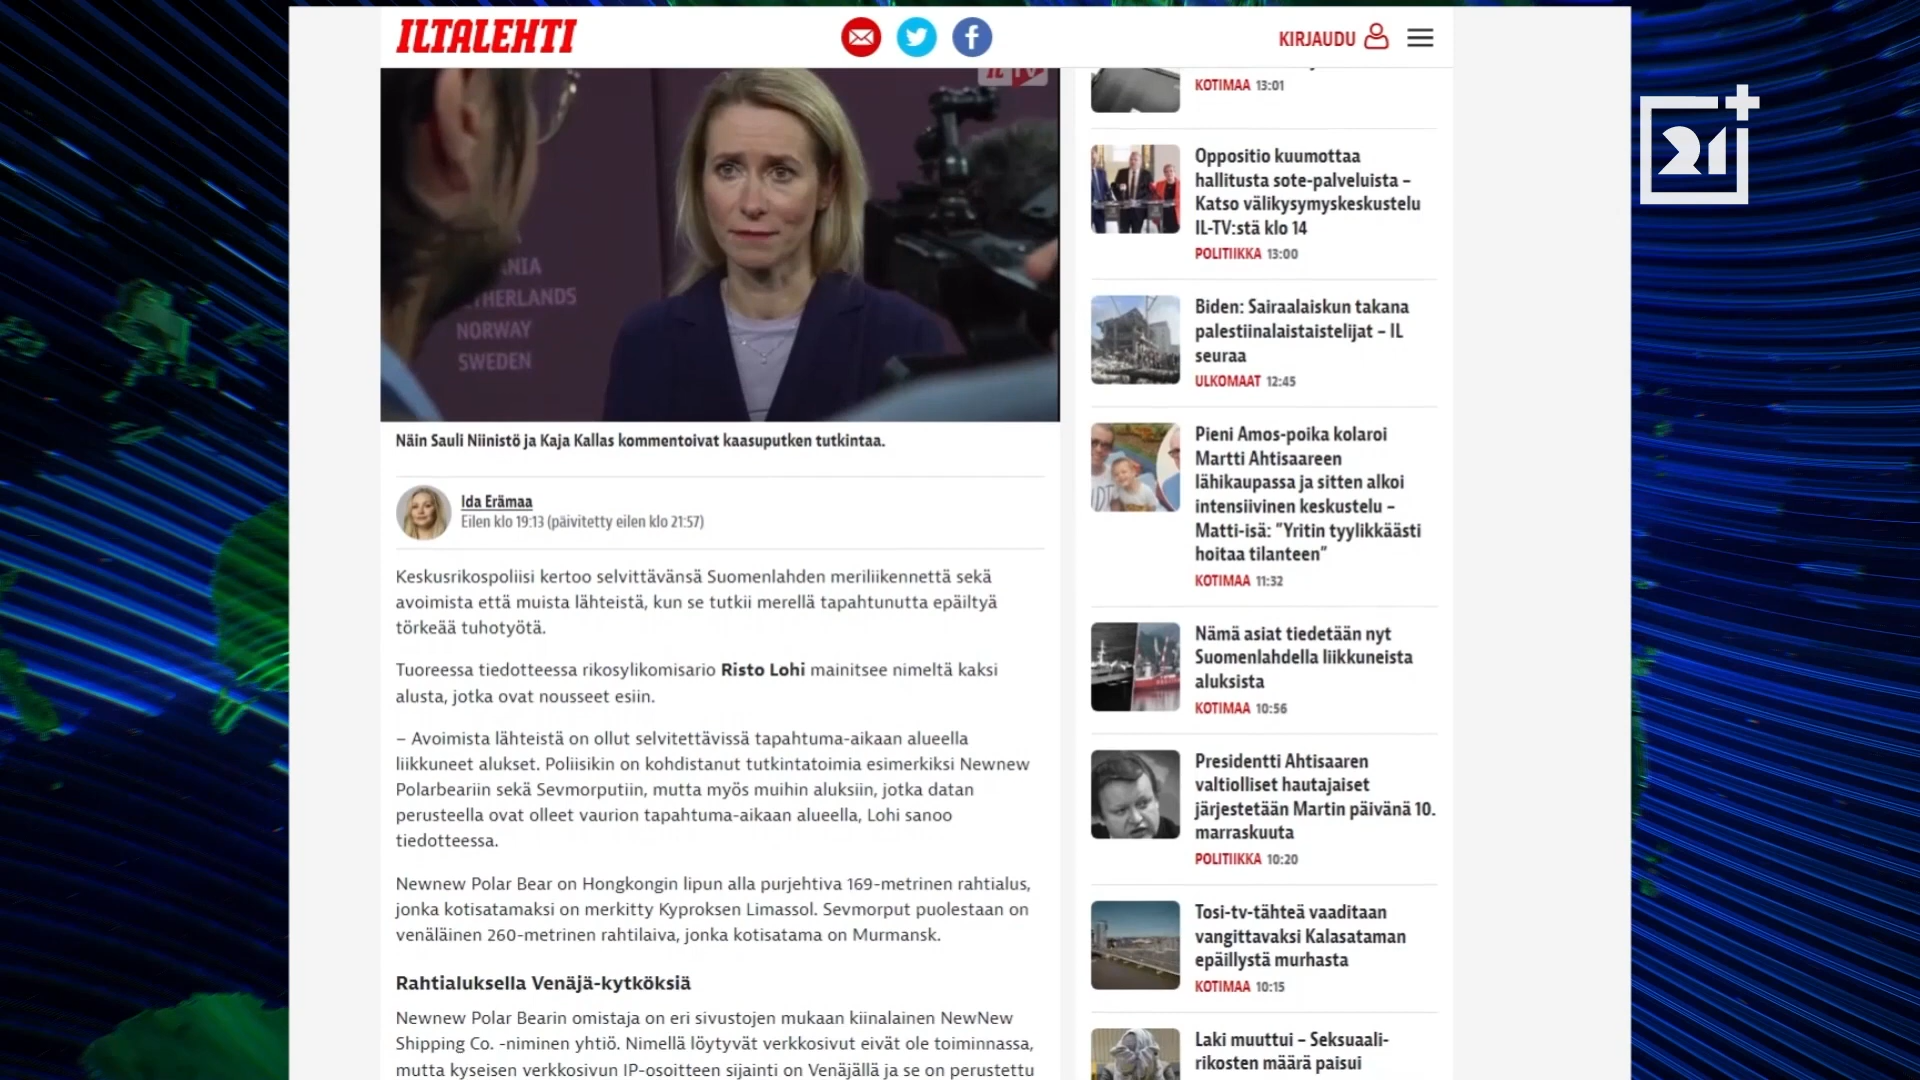 ILTALEHTI
KIRJAUDU
IL TV
NIA
THERLANDS
NORWAY
SWEDEN
Näin Sauli Niinistö ja Kaja Kallas kommentoivat kaasuputken tutkintaa.
Ida Erämaa
Eilen klo 19:13 (päivitetty eilen klo 21:57)
Keskusrikospoliisi kertoo selvittävänsä Suomenlahden meriliikennettä sekä
avoimista että muista lähteistä, kun se tutkii merellä tapahtunutta epäiltyä
törkeää tuhotyötä.
Tuoreessa tiedotteessa rikosylikomisario Risto Lohi mainitsee nimeltä kaksi
alusta, jotka ovat nousseet esiin.
– Avoimista lähteistä on ollut selvitettävissä tapahtuma-aikaan alueella
liikkuneet alukset. Poliisikin on kohdistanut tutkintatoimia esimerkiksi Newnew
Polarbeariin sekä Sevmorputiin, mutta myös muihin aluksiin, jotka datan
perusteella ovat olleet vaurion tapahtuma-aikaan alueella, Lohi sanoo
tiedotteessa.
Newnew Polar Bear on Hongkongin lipun alla purjehtiva 169-metrinen rahtialus,
jonka kotisatamaksi on merkitty Kyproksen Limassol. Sevmorput puolestaan on
venäläinen 260-metrinen rahtilaiva, jonka kotisatama on Murmansk.
Rahtialuksella Venäjä-kytköksiä
Newnew Polar Bearin omistaja on eri sivustojen mukaan kiinalainen NewNew
Shipping Co. -niminen yhtiö. Nimellä löytyvät verkkosivut eivät ole toiminnassa,
mutta kyseisen verkkosivun IP-osoitteen sijainti on Venäjällä ja se on perustettu
KOTIMAA 13:01
Oppositio kuumottaa
hallitusta sote-palveluista –
Katso välikysymyskeskustelu
IL-TV:stä klo 14
POLITIIKKA 13:00
Biden: Sairaalaiskun takana
palestiinalaistaistelijat – IL
seuraa
ULKOMAAT 12:45
Pieni Amos-poika kolaroi
Martti Ahtisaareen
lähikaupassa ja sitten alkoi
intensiivinen keskustelu –
Matti-isä: ”Yritin tyylikkäästi
hoitaa tilanteen”
KOTIMAA 11:32
Nämä asiat tiedetään nyt
Suomenlahdella liikkuneista
aluksista
KOTIMAA 10:56
Presidentti Ahtisaaren
valtiolliset hautajaiset
järjestetään Martin päivänä 10.
marraskuuta
POLITIIKKA 10:20
Tosi-tv-tähteä vaaditaan
vangittavaksi Kalasataman
epäillystä murhasta
KOTIMAA 10:15
Laki muuttui – Seksuaali-
rikosten määrä paisui
21+